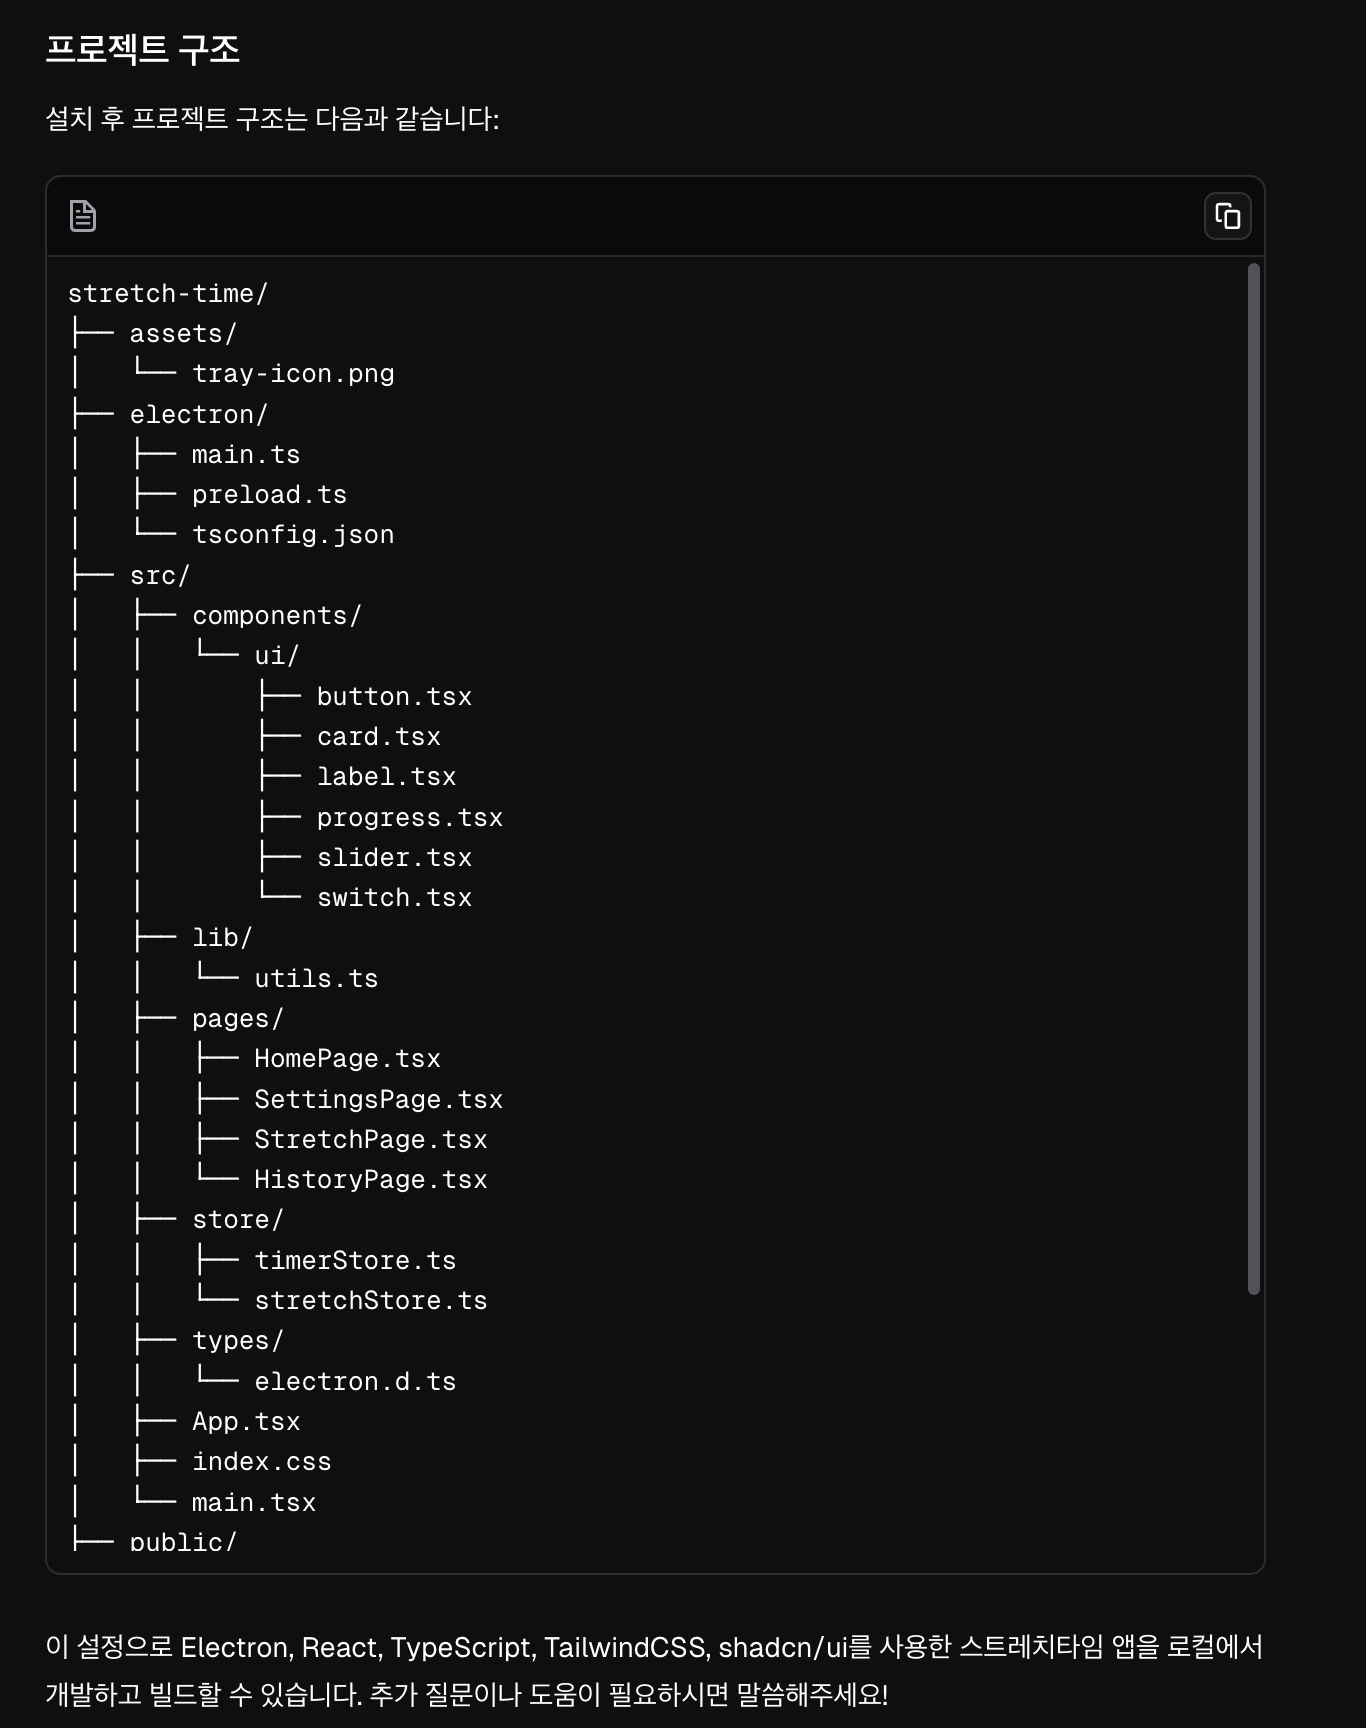 프로젝트 구조
설치 후 프로젝트 구조는 다음과 같습니다:
stretch-time/
├── assets/
│   └── tray-icon.png
├── electron/
│   ├── main.ts
│   ├── preload.ts
│   └── tsconfig.json
├── src/
│   ├── components/
│   │   └── ui/
│   │       ├── button.tsx
│   │       ├── card.tsx
│   │       ├── label.tsx
│   │       ├── progress.tsx
│   │       ├── slider.tsx
│   │       └── switch.tsx
│   ├── lib/
│   │   └── utils.ts
│   ├── pages/
│   │   ├── HomePage.tsx
│   │   ├── SettingsPage.tsx
│   │   ├── StretchPage.tsx
│   │   └── HistoryPage.tsx
│   ├── store/
│   │   ├── timerStore.ts
│   │   └── stretchStore.ts
│   ├── types/
│   │   └── electron.d.ts
│   ├── App.tsx
│   ├── index.css
│   └── main.tsx
├── public/
이 설정으로 Electron, React, TypeScript, TailwindCSS, shadcn/ui를 사용한 스트레치타임 앱을 로컬에서
개발하고 빌드할 수 있습니다. 추가 질문이나 도움이 필요하시면 말씀해주세요!